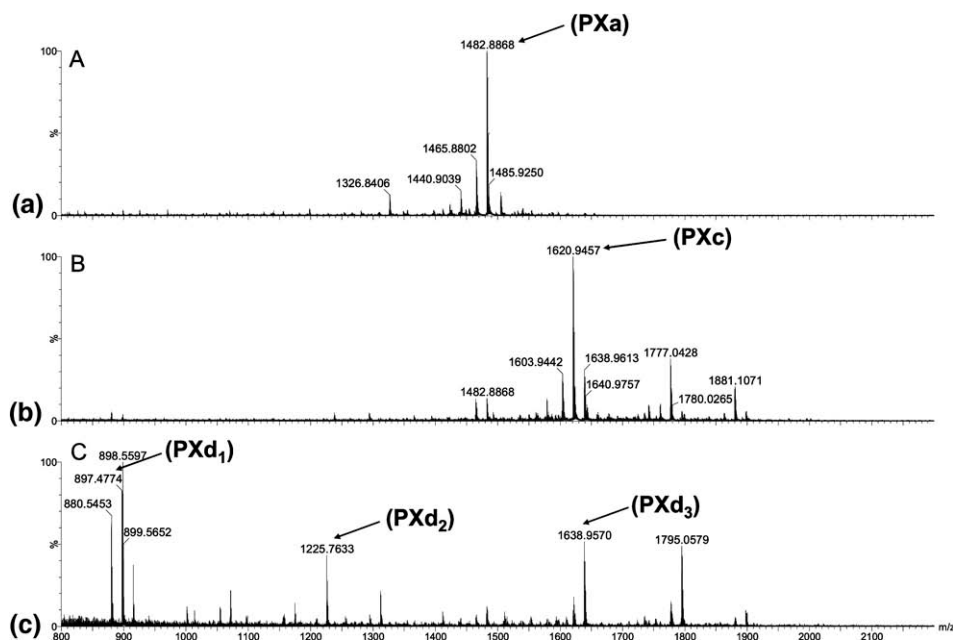 A
(PXa)
100
1482.8868
%
1465.8802
1485.9250
1440.9039
1326.8406
(a)
0
B
(PXc)
100
1620.9457
%
1777.0428
1603.9442
1638.9613
1881.1071
1640.9757
1780.0265
1482.8868
(b)
0
C
(PXd1)
100
898.5597
897.4774
880.5453
899.5652
%
(PXd2)
1225.7633
(PXd3)
1638.9570
1795.0579
(c)
0
800 900 1000 1100 1200 1300 1400 1500 1600 1700 1800 1900 2000 2100 m/z